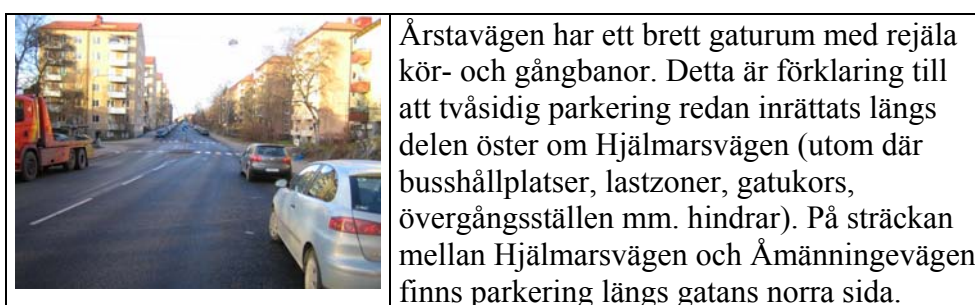 Årstavägen har ett brett gaturum med rejäla
kör- och gångbanor. Detta är förklaring till
att tvåsidig parkering redan inrättats längs
delen öster om Hjälmarsvägen (utom där
busshållplatser, lastzoner, gatukors,
övergångsställen mm. hindrar). På sträckan
mellan Hjälmarsvägen och Åmänningevägen
finns parkering längs gatans norra sida.